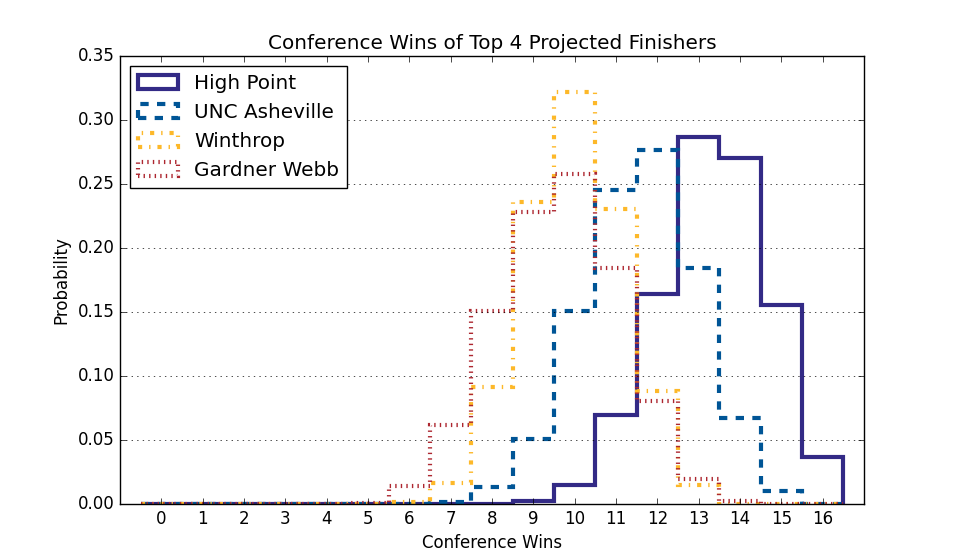 Conference Wins of Top 4 Projected Finishers
0.35
0.30
0.25
0.20
0.15
0.10
0.05
0.00
Probability
High Point
UNC Asheville
Winthrop
Gardner Webb
0 1 2 3 4 5 6 7 8 9 10 11 12 13 14 15 16
Conference Wins